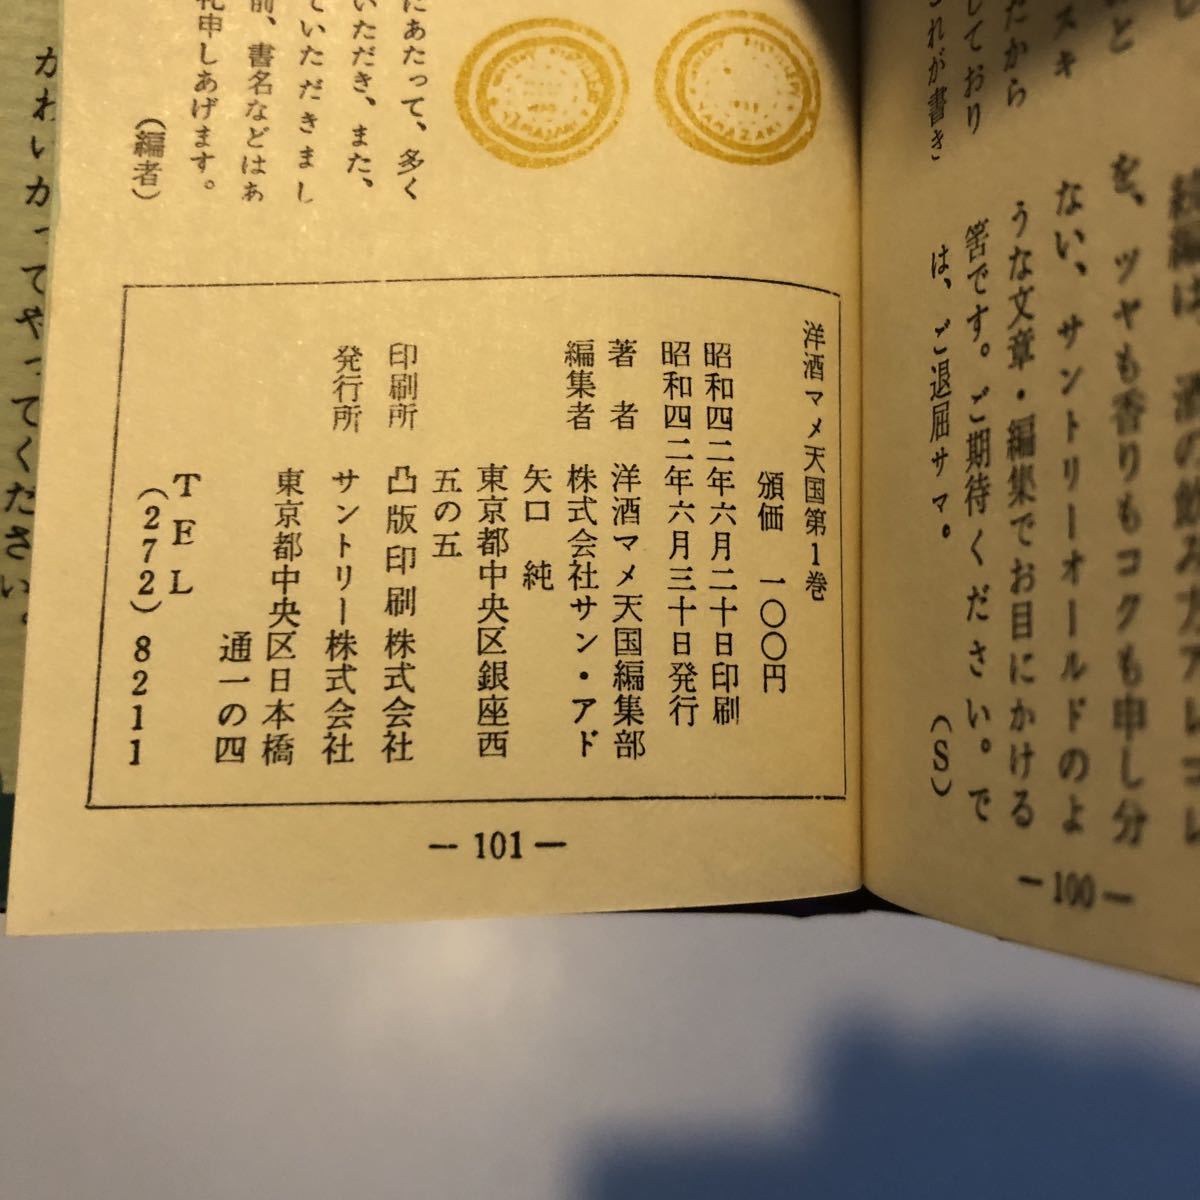 を、ツヤも香りもコクも申し分
ない、サントリーオールドのよ
うな文章・編集でお目にかける
筈です。ご期待ください。で
は、ご退屈サマ。 (S)
— 100 —
にあたって、多く
いただき、また、
ていただきまし
前、書名などはあ
礼申しあげます。
(編者)
YAMAZAKI
洋酒マメ天国第1巻
頒価 一〇〇円
昭和四二年六月二十日印刷
昭和四二年六月三十日発行
著者 洋酒マメ天国編集部
編集者 株式会社サン・アド
矢口 純
東京都中央区銀座西
五の五
印刷所 凸版印刷株式会社
発行所 サントリー株式会社
東京都中央区日本橋
通一の四
TEL
(272)8211
— 101 —
かわいがってやってください。